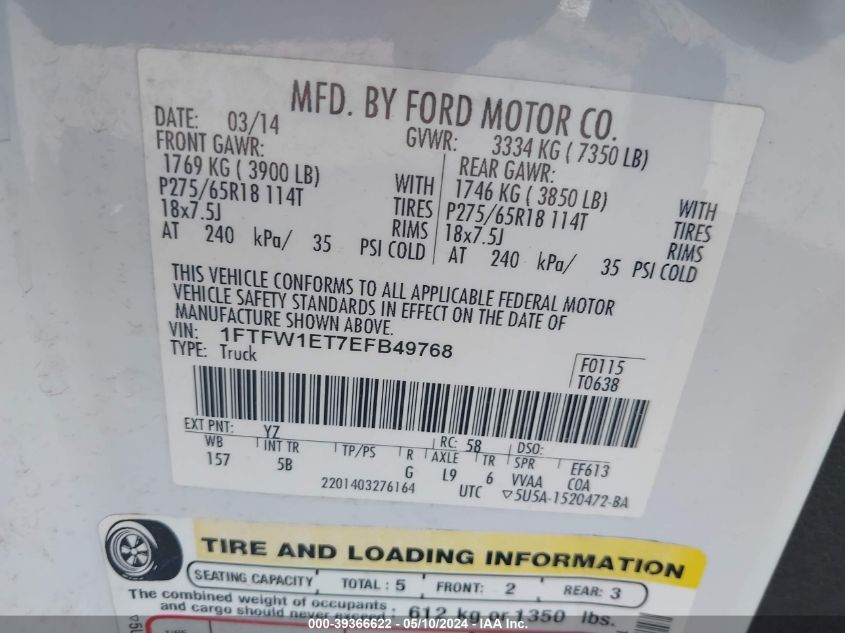 MFD. BY FORD MOTOR CO.
DATE: 03/14 GVWR: 3334 KG ( 7350 LB)
FRONT GAWR: REAR GAWR:
1769 KG ( 3900 LB) WITH 1746 KG ( 3850 LB) WITH
P275/65R18 114T TIRES P275/65R18 114T TIRES
18x7.5J RIMS 18x7.5J RIMS
AT 240 kPa/ 35 PSI COLD AT 240 kPa/ 35 PSI COLD
THIS VEHICLE CONFORMS TO ALL APPLICABLE FEDERAL MOTOR
VEHICLE SAFETY STANDARDS IN EFFECT ON THE DATE OF
MANUFACTURE SHOWN ABOVE.
VIN: 1FTFW1ET7EFB49768
TYPE: Truck
F0115
T0638
EXT PNT: YZ RC: 58 DSO:
WB INT TR TP/PS R AXLE TR SPR EF613
157 5B G L9 6 VVAA COA
2201403276164 UTC ▽5U5A-1520472-BA
TIRE AND LOADING INFORMATION
SEATING CAPACITY TOTAL : 5 FRONT: 2 REAR: 3
The combined weight of occupants
and cargo should never exceed : 612 kg or 1350 lbs.
000-39366622 - 05/10/2024 - IAA Inc.